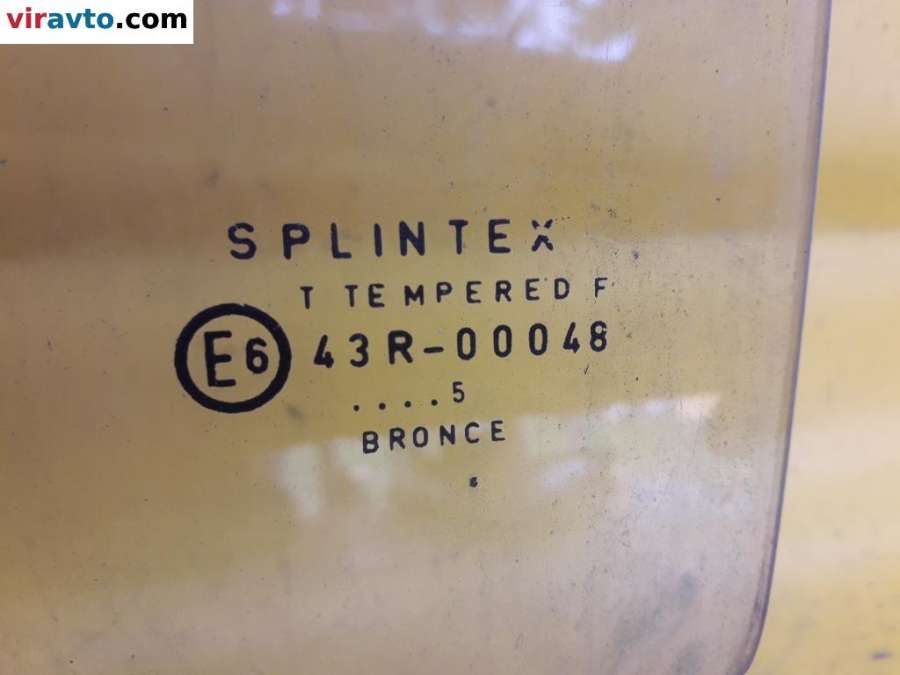 viravto.com
SPLINTEX
T TEMPERED F
E6 43R-00048
....5
BRONCE
.